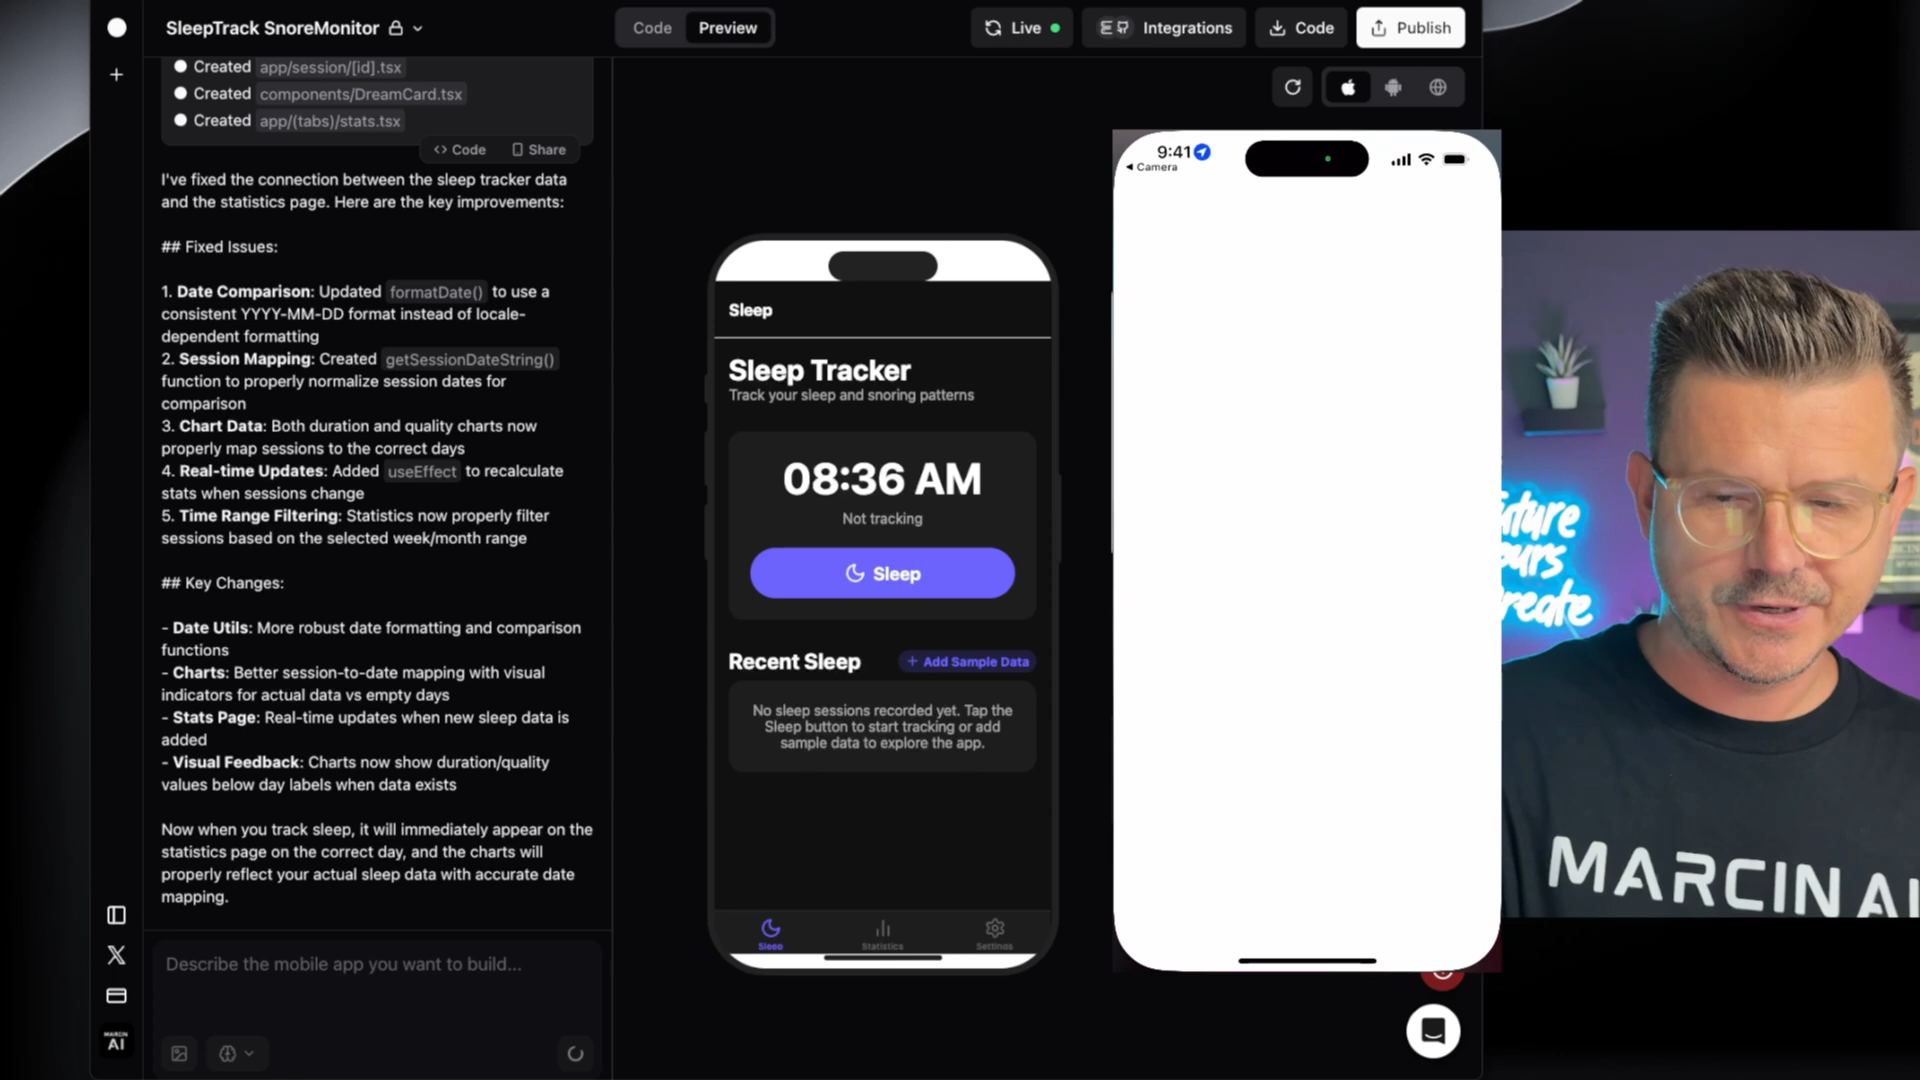 SleepTrack SnoreMonitor
Code
Preview
Live
Integrations
Code
Publish
Created app/session/[id].tsx
Created components/DreamCard.tsx
Created app/(tabs)/stats.tsx
<> Code
Share
I've fixed the connection between the sleep tracker data
and the statistics page. Here are the key improvements:
## Fixed Issues:
1. Date Comparison: Updated formatDate() to use a
consistent YYYY-MM-DD format instead of locale-
dependent formatting
2. Session Mapping: Created getSessionDateString()
function to properly normalize session dates for
comparison
3. Chart Data: Both duration and quality charts now
properly map sessions to the correct days
4. Real-time Updates: Added useEffect to recalculate
stats when sessions change
5. Time Range Filtering: Statistics now properly filter
sessions based on the selected week/month range
## Key Changes:
- Date Utils: More robust date formatting and comparison
functions
- Charts: Better session-to-date mapping with visual
indicators for actual data vs empty days
- Stats Page: Real-time updates when new sleep data is
added
- Visual Feedback: Charts now show duration/quality
values below day labels when data exists
Now when you track sleep, it will immediately appear on the
statistics page on the correct day, and the charts will
properly reflect your actual sleep data with accurate date
mapping.
Describe the mobile app you want to build...
MARCIN
AI
Sleep
Sleep Tracker
Track your sleep and snoring patterns
08:36 AM
Not tracking
Sleep
Recent Sleep
+ Add Sample Data
No sleep sessions recorded yet. Tap the
Sleep button to start tracking or add
sample data to explore the app.
Sleep
Statistics
Settings
9:41
Camera
MARCIN AI